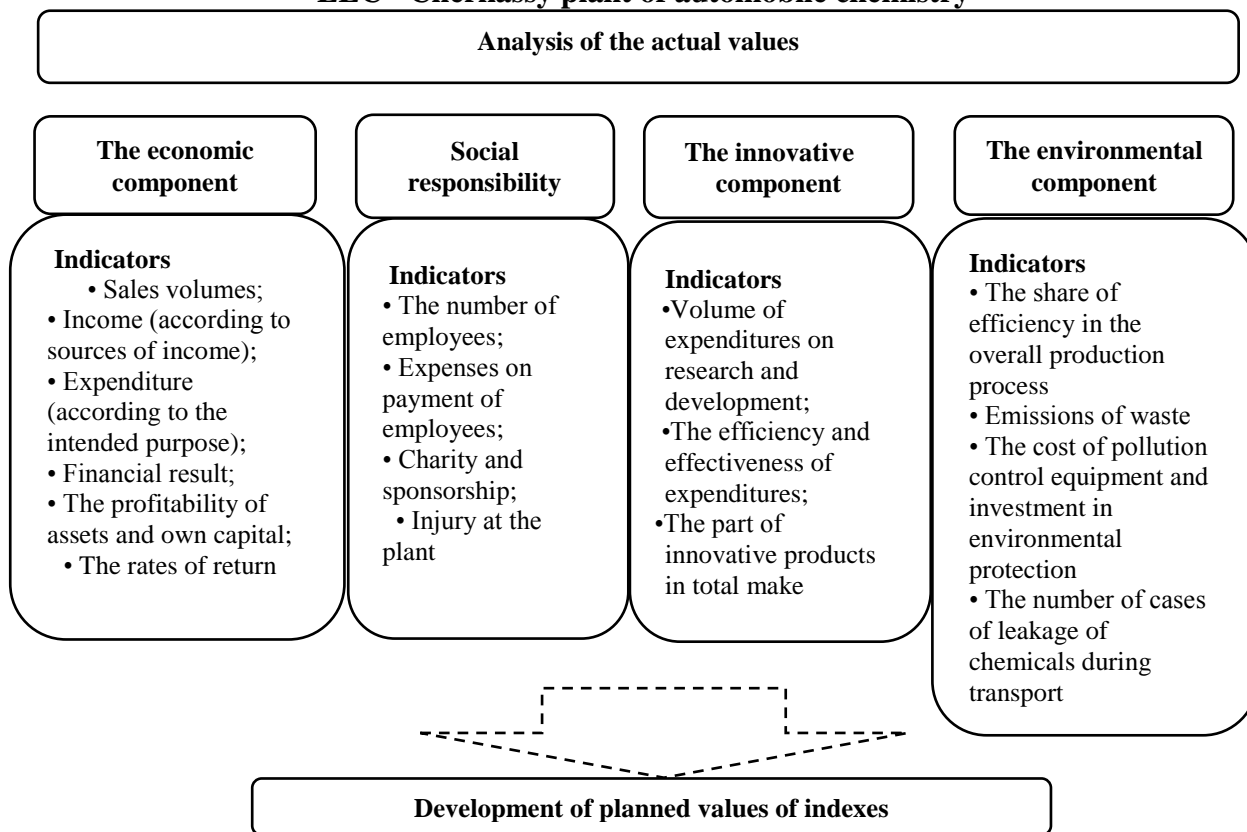 LLC "Cherkassy plant of automobile chemistry"
Analysis of the actual values
The economic
component
Indicators
• Sales volumes;
• Income (according to
sources of income);
• Expenditure
(according to the
intended purpose);
• Financial result;
• The profitability of
assets and own capital;
• The rates of return
Social
responsibility
Indicators
• The number of
employees;
• Expenses on
payment of
employees;
• Charity and
sponsorship;
• Injury at the
plant
The innovative
component
Indicators
•Volume of
expenditures on
research and
development;
•The efficiency and
effectiveness of
expenditures;
•The part of
innovative products
in total make
The environmental
component
Indicators
• The share of
efficiency in the
overall production
process
• Emissions of waste
• The cost of pollution
control equipment and
investment in
environmental
protection
• The number of cases
of leakage of
chemicals during
transport
Development of planned values of indexes